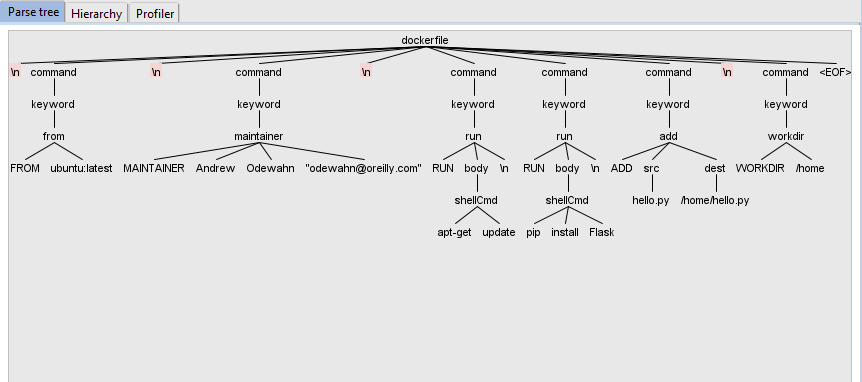 Parse tree Hierarchy Profiler
dockerfile
\n command \n command \n command command command \n command <EOF>
keyword keyword keyword keyword keyword keyword
from maintainer run run add workdir
FROM ubuntu:latest MAINTAINER Andrew Odewahn "odewahn@oreilly.com" RUN body \n RUN body \n ADD src dest WORKDIR /home
shellCmd shellCmd hello.py /home/hello.py
apt-get update pip install Flask